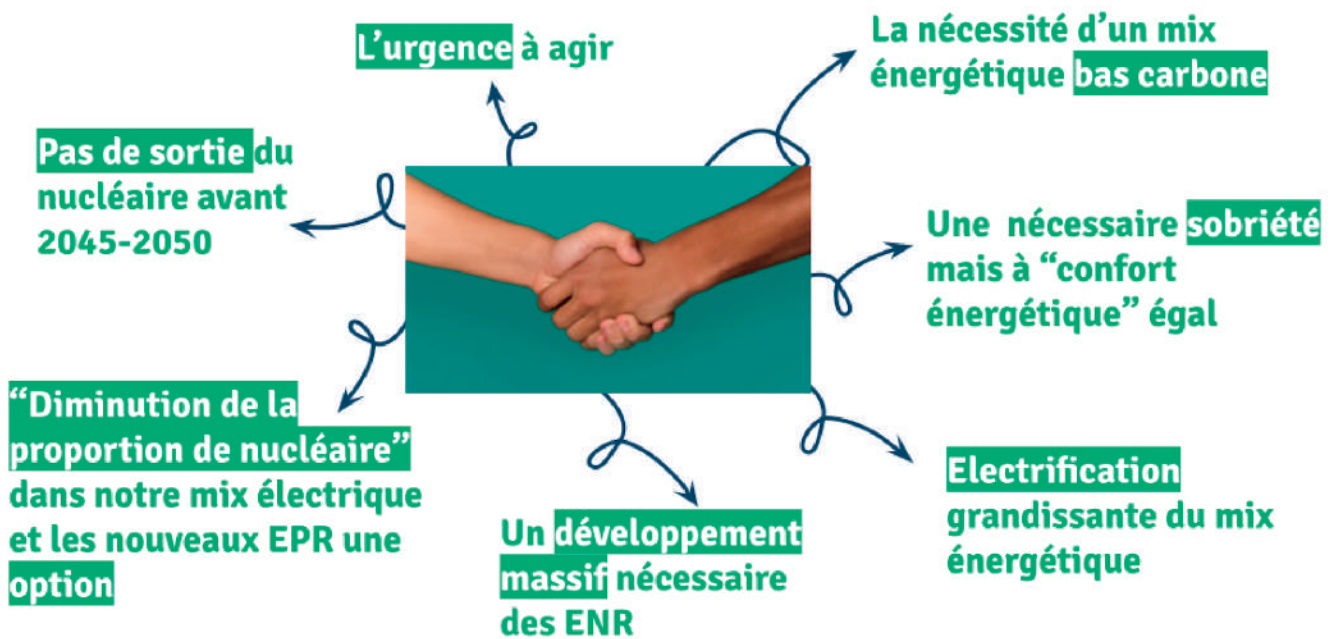 L’urgence à agir
La nécessité d’un mix
énergétique bas carbone
Pas de sortie du
nucléaire avant
2045-2050
Une nécessaire sobriété
mais à “confort
énergétique” égal
“Diminution de la
proportion de nucléaire”
dans notre mix électrique
et les nouveaux EPR une
option
Un développement
massif nécessaire
des ENR
Electrification
grandissante du mix
énergétique